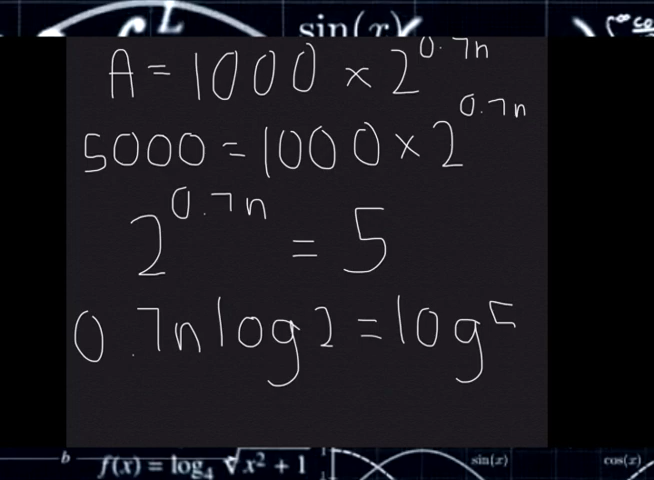 sin(x)
A = 1000 × 2^0.7n
5000 = 1000 × 2^0.7n
2^0.7n = 5
0.7n log 2 = log 5
b f(x) = log₄ ∛x² + 1 sin(x) cos(x)